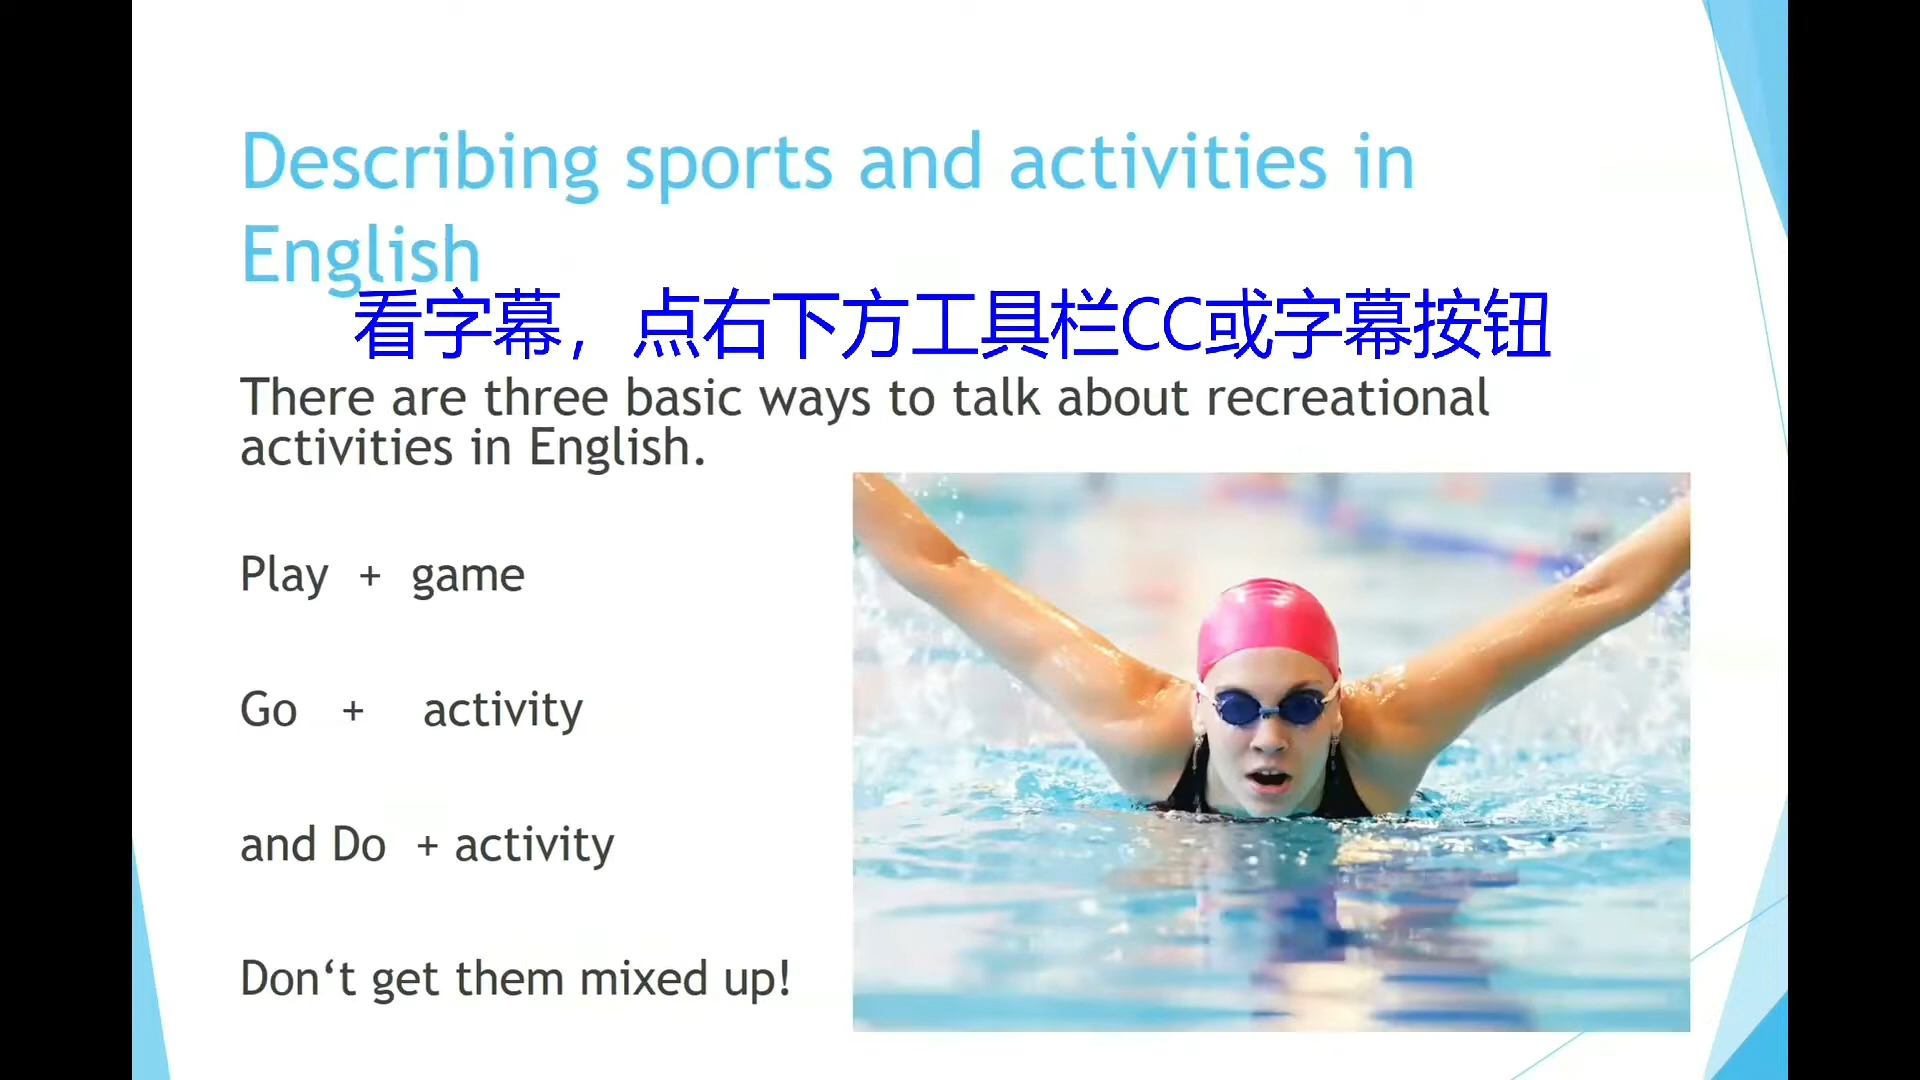 Describing sports and activities in
English
看字幕，点右下方工具栏CC或字幕按钮
There are three basic ways to talk about recreational
activities in English.
Play + game
Go + activity
and Do + activity
Don‘t get them mixed up!